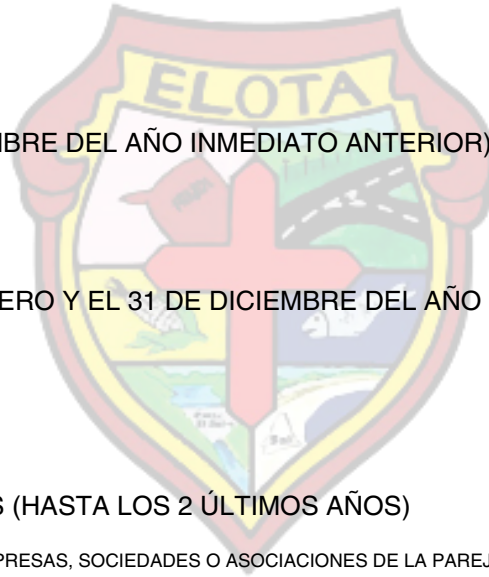 ELOTA
MBRE DEL AÑO INMEDIATO ANTERIOR)
ERO Y EL 31 DE DICIEMBRE DEL AÑO
S (HASTA LOS 2 ÚLTIMOS AÑOS)
PRESAS, SOCIEDADES O ASOCIACIONES DE LA PAREJ